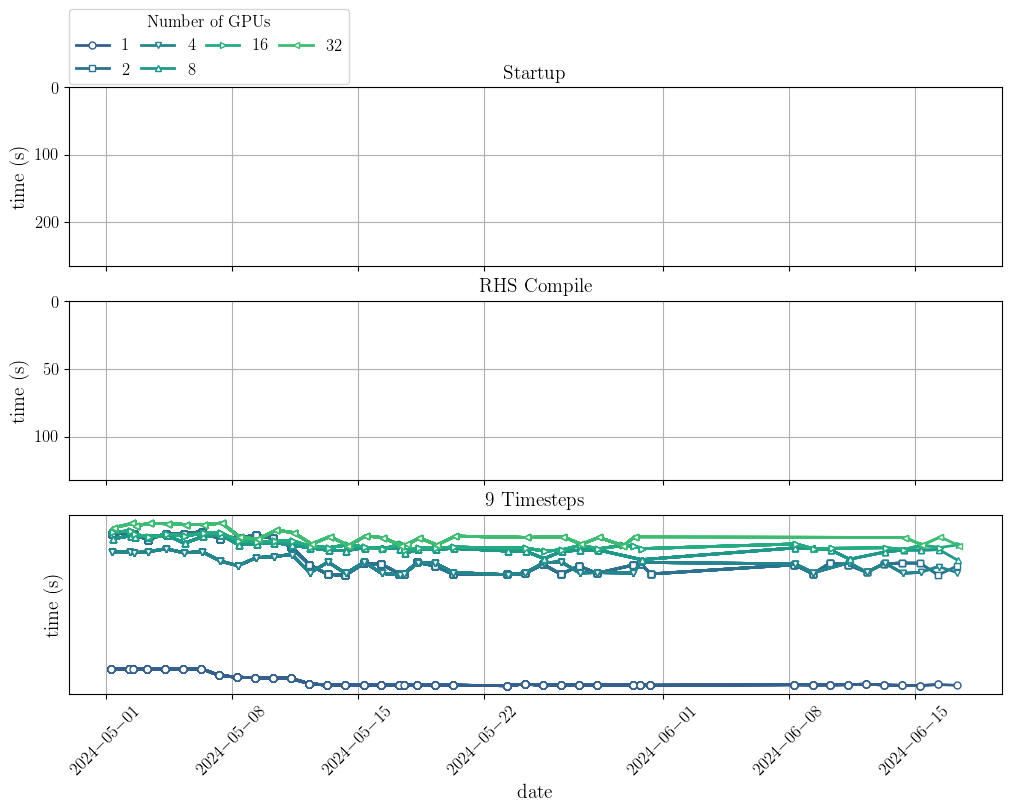 Number of GPUs
1 4 16 32
2 8
Startup
0
100
200
time (s)
RHS Compile
0
50
100
time (s)
9 Timesteps
time (s)
2024−05−01 2024−05−08 2024−05−15 2024−05−22 2024−06−01 2024−06−08 2024−06−15
date